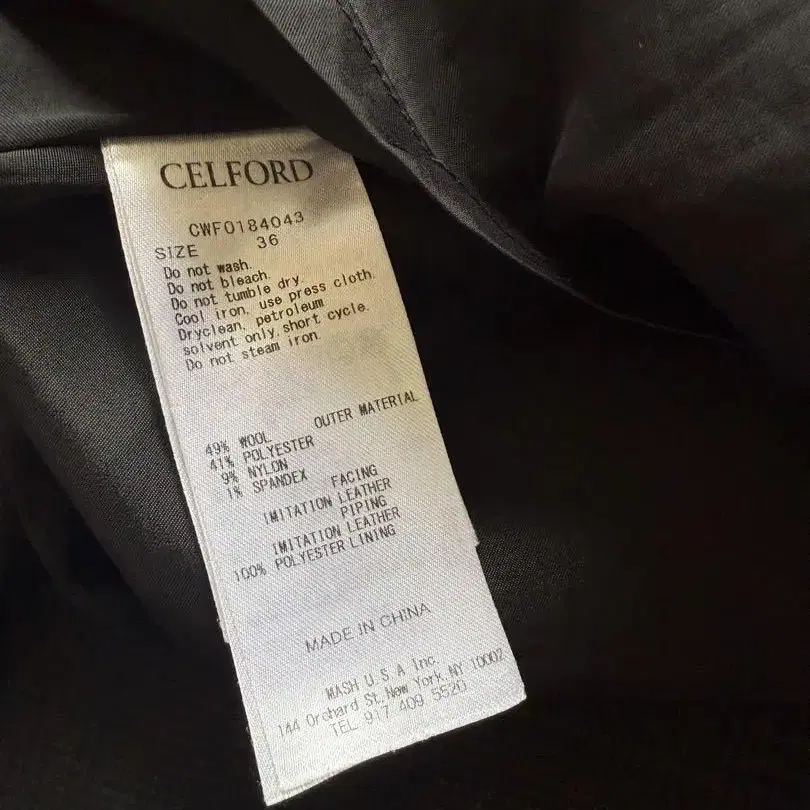 CELFORD
CWF0184043
SIZE 36
Do not wash.
Do not bleach.
Do not tumble dry.
Cool iron, use press cloth.
Dryclean, petroleum
solvent only,short cycle.
Do not steam iron.
OUTER MATERIAL
49% WOOL
41% POLYESTER
9% NYLON
1% SPANDEX
FACING
IMITATION LEATHER
PIPING
IMITATION LEATHER
100% POLYESTER LINING
MADE IN CHINA
MASH U S A Inc.
144 Orchard St.New York,NY 10002
TEL 917 409 5520